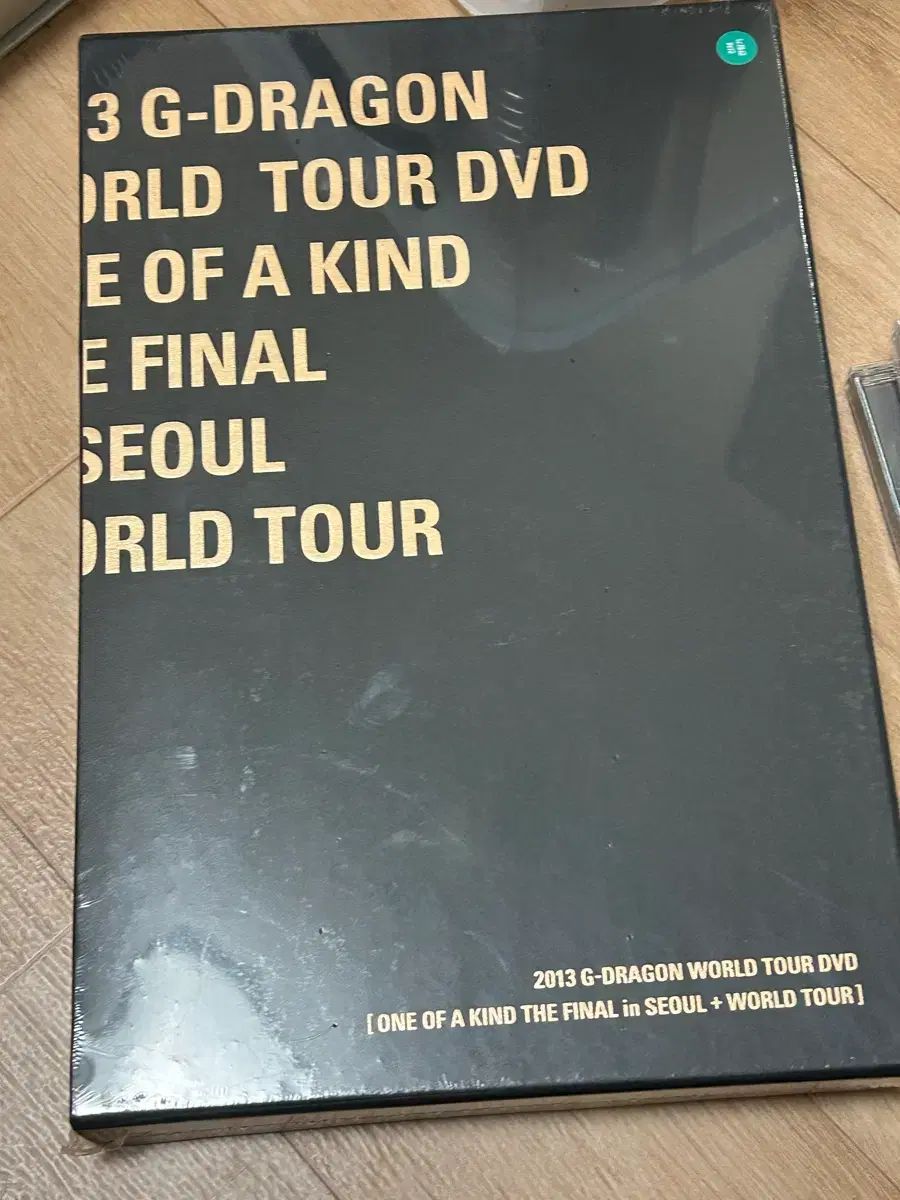 3 G-DRAGON
ORLD TOUR DVD
E OF A KIND
E FINAL
SEOUL
ORLD TOUR
2013 G-DRAGON WORLD TOUR DVD
[ ONE OF A KIND THE FINAL in SEOUL + WORLD TOUR ]